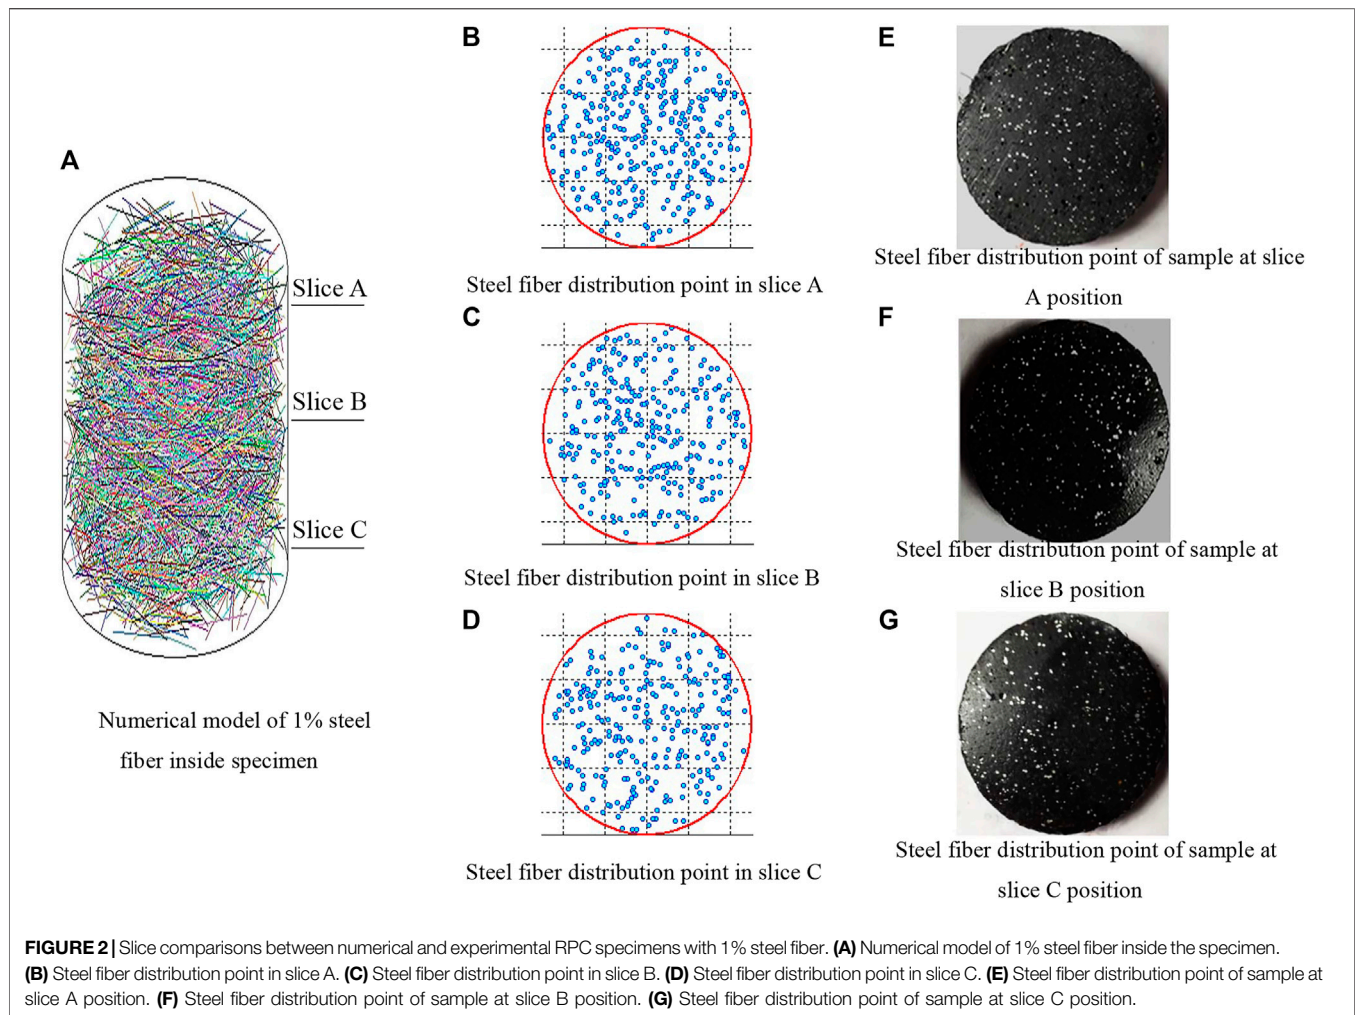 A
Slice A
Slice B
Slice C
Numerical model of 1% steel
fiber inside specimen
B
Steel fiber distribution point in slice A
C
Steel fiber distribution point in slice B
D
Steel fiber distribution point in slice C
E
Steel fiber distribution point of sample at slice
A position
F
Steel fiber distribution point of sample at
slice B position
G
Steel fiber distribution point of sample at
slice C position
FIGURE 2 | Slice comparisons between numerical and experimental RPC specimens with 1% steel fiber. (A) Numerical model of 1% steel fiber inside the specimen.
(B) Steel fiber distribution point in slice A. (C) Steel fiber distribution point in slice B. (D) Steel fiber distribution point in slice C. (E) Steel fiber distribution point of sample at
slice A position. (F) Steel fiber distribution point of sample at slice B position. (G) Steel fiber distribution point of sample at slice C position.